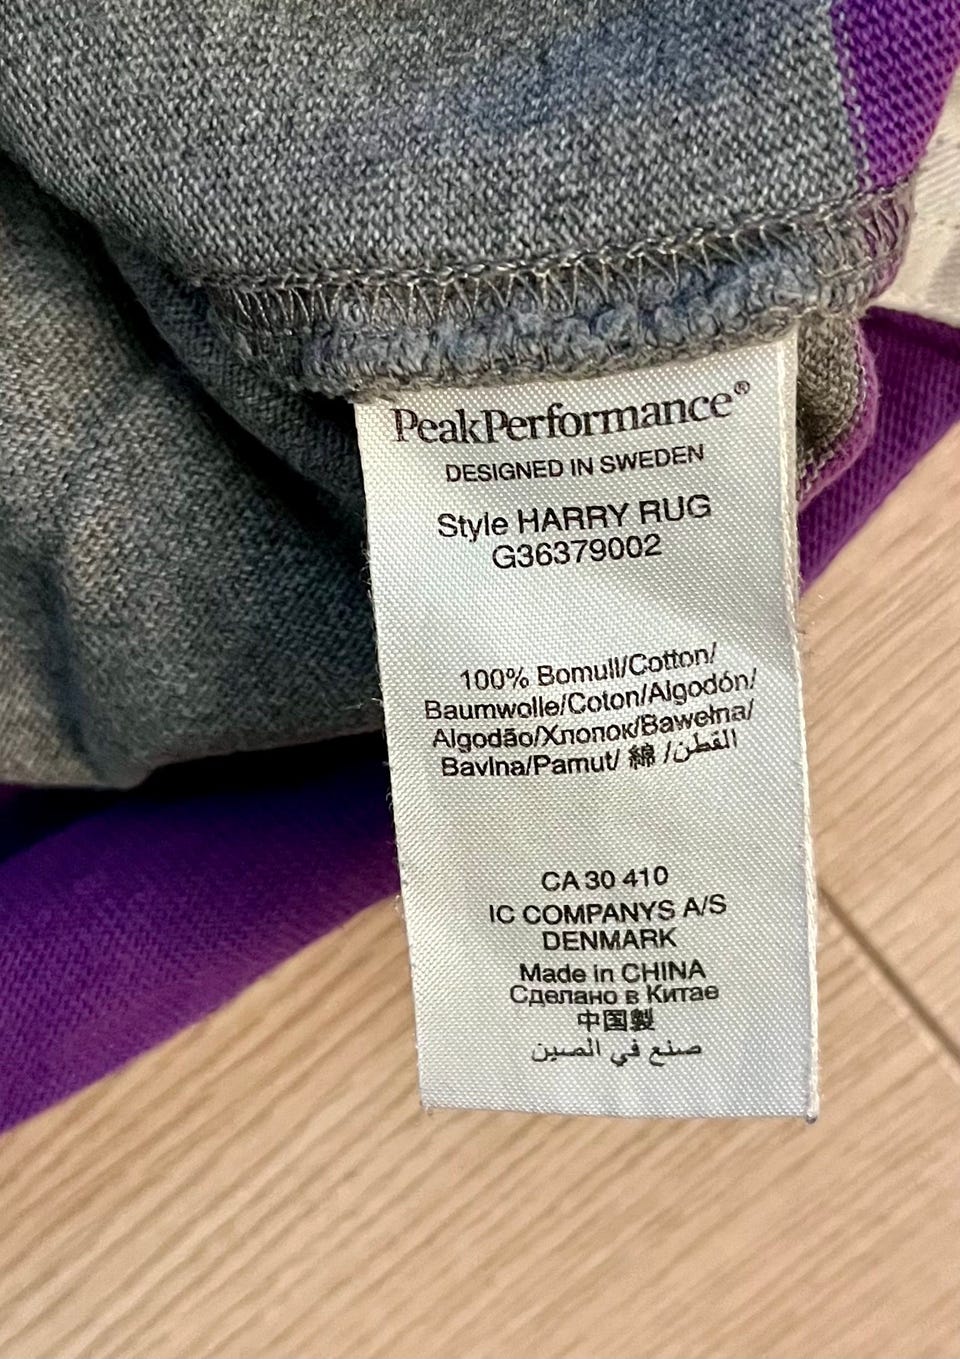 PeakPerformance®
DESIGNED IN SWEDEN
Style HARRY RUG
G36379002
100% Bomull/Cotton/
Baumwolle/Coton/Algodón/
Algodão/Хлопок/Bawełna/
Bavlna/Pamut/ 綿 /القطن
CA 30 410
IC COMPANYS A/S
DENMARK
Made in CHINA
Сделано в Китае
中国製
صنع في الصين